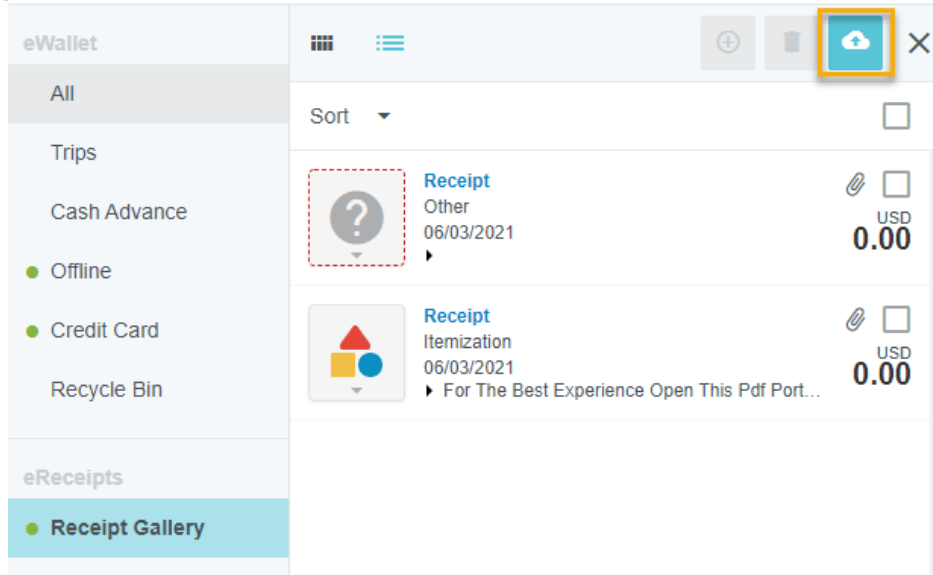 eWallet
All
Trips
Cash Advance
Offline
Credit Card
Recycle Bin
eReceipts
Receipt Gallery
Sort
Receipt
Other
06/03/2021
USD
0.00
Receipt
Itemization
06/03/2021
For The Best Experience Open This Pdf Port...
USD
0.00